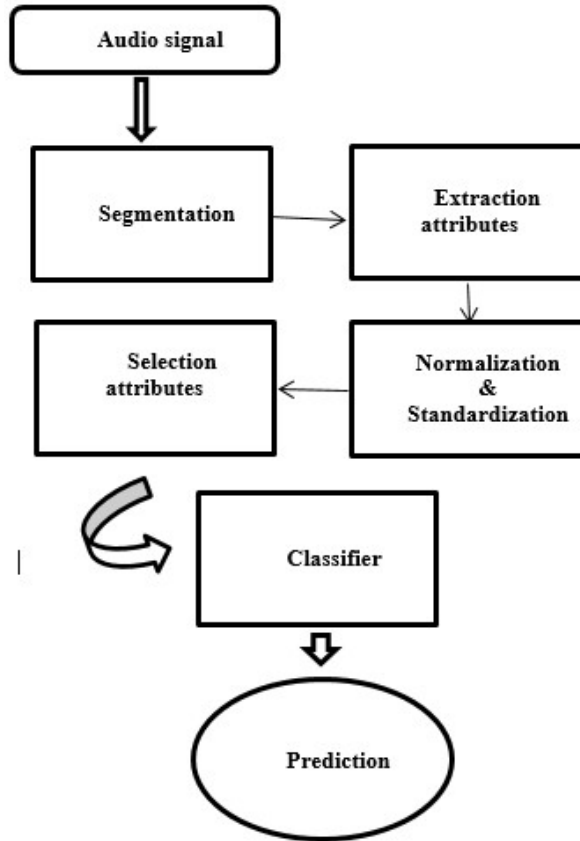 Audio signal
Segmentation
Extraction
attributes
Normalization
&
Standardization
Selection
attributes
Classifier
Prediction